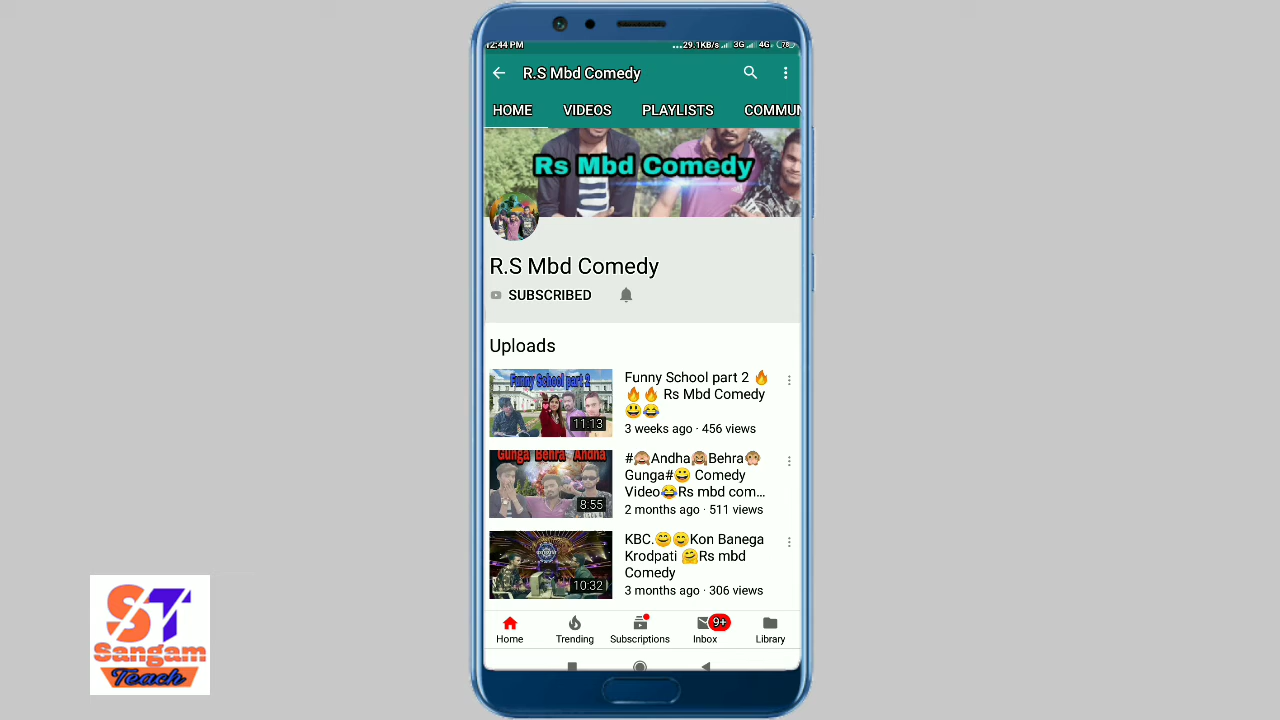 12:44 PM
...29.1KB/s 3G 4G 78
R.S Mbd Comedy
HOME VIDEOS PLAYLISTS COMMUN
Rs Mbd Comedy
R.S Mbd Comedy
SUBSCRIBED
Uploads
Funny School part 2
11:13
Funny School part 2 🔥
🔥🔥 Rs Mbd Comedy
😃😂
3 weeks ago · 456 views
Gunga Behra Andha
8:55
#🙈Andha🙈Behra🙊
Gunga#😀 Comedy
Video😂Rs mbd com...
2 months ago · 511 views
10:32
KBC.😄😊Kon Banega
Krodpati 🤗Rs mbd
Comedy
3 months ago · 306 views
9+
Home Trending Subscriptions Inbox Library
ST
Sangam
Teach